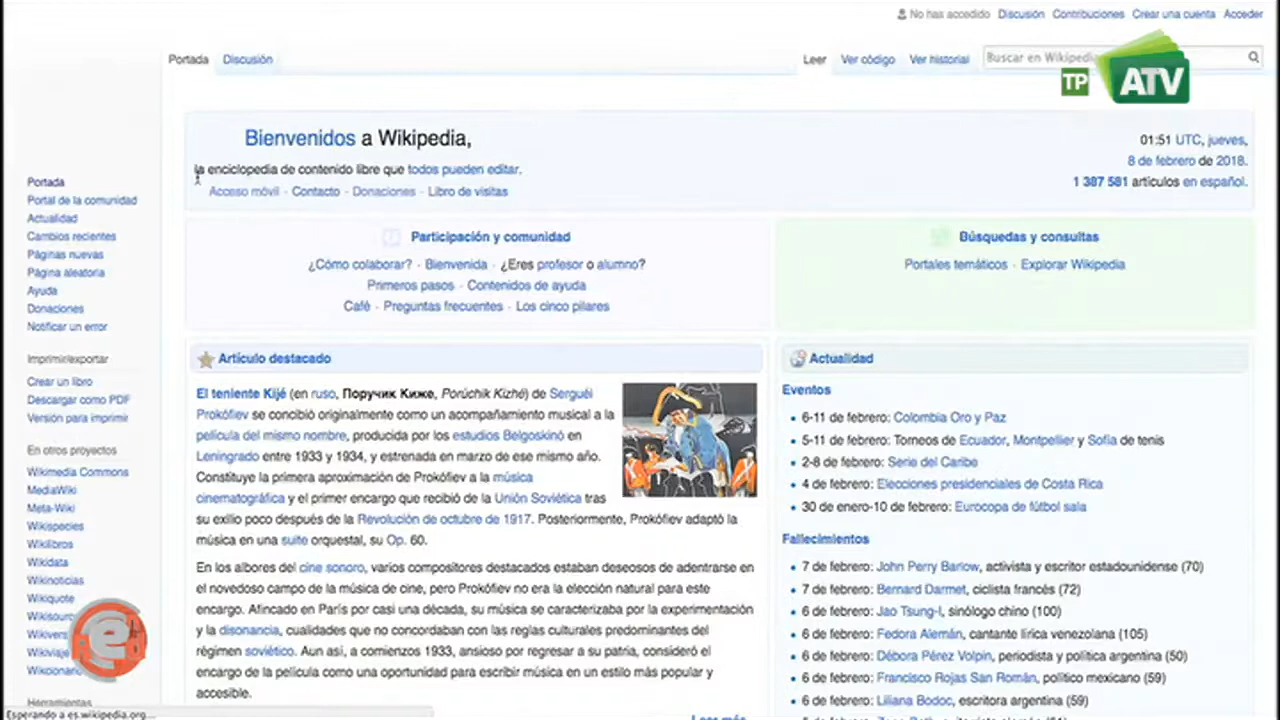 No has accedido Discusión Contribuciones Crear una cuenta Acceder
Portada Discusión
Leer Ver código Ver historial Buscar en Wikipedia
TP ATV
Bienvenidos a Wikipedia,
la enciclopedia de contenido libre que todos pueden editar.
Acceso móvil · Contacto · Donaciones · Libro de visitas
01:51 UTC, jueves,
8 de febrero de 2018.
1 387 581 artículos en español.
Portada
Portal de la comunidad
Actualidad
Cambios recientes
Páginas nuevas
Página aleatoria
Ayuda
Donaciones
Notificar un error
Imprimir/exportar
Crear un libro
Descargar como PDF
Versión para imprimir
En otros proyectos
Wikimedia Commons
MediaWiki
Meta-Wiki
Wikispecies
Wikilibros
Wikidata
Wikinoticias
Wikiquote
Wikisour
Wikivers
Wikiviaje
Wikcionario
Herramientas
Participación y comunidad
¿Cómo colaborar? · Bienvenida · ¿Eres profesor o alumno?
Primeros pasos · Contenidos de ayuda
Café · Preguntas frecuentes · Los cinco pilares
Búsquedas y consultas
Portales temáticos · Explorar Wikipedia
Artículo destacado
El teniente Kijé (en ruso, Поручик Киже, Porúchik Kizhé) de Serguéi
Prokófiev se concibió originalmente como un acompañamiento musical a la
película del mismo nombre, producida por los estudios Belgoskinó en
Leningrado entre 1933 y 1934, y estrenada en marzo de ese mismo año.
Constituye la primera aproximación de Prokófiev a la música
cinematográfica y el primer encargo que recibió de la Unión Soviética tras
su exilio poco después de la Revolución de octubre de 1917. Posteriormente, Prokófiev adaptó la
música en una suite orquestal, su Op. 60.
En los albores del cine sonoro, varios compositores destacados estaban deseosos de adentrarse en
el novedoso campo de la música de cine, pero Prokófiev no era la elección natural para este
encargo. Afincado en París por casi una década, su música se caracterizaba por la experimentación
y la disonancia, cualidades que no concordaban con las reglas culturales predominantes del
régimen soviético. Aun así, a comienzos 1933, ansioso por regresar a su patria, consideró el
encargo de la película como una oportunidad para escribir música en un estilo más popular y
accesible.
Leer más
Actualidad
Eventos
6-11 de febrero: Colombia Oro y Paz
5-11 de febrero: Torneos de Ecuador, Montpellier y Sofía de tenis
2-8 de febrero: Serie del Caribe
4 de febrero: Elecciones presidenciales de Costa Rica
30 de enero-10 de febrero: Eurocopa de fútbol sala
Fallecimientos
7 de febrero: John Perry Barlow, activista y escritor estadounidense (70)
7 de febrero: Bernard Darmet, ciclista francés (72)
6 de febrero: Jao Tsung-I, sinólogo chino (100)
6 de febrero: Fedora Alemán, cantante lírica venezolana (105)
6 de febrero: Débora Pérez Volpin, periodista y política argentina (50)
6 de febrero: Francisco Rojas San Román, político mexicano (59)
6 de febrero: Liliana Bodoc, escritora argentina (59)
Esperando a es.wikipedia.org...